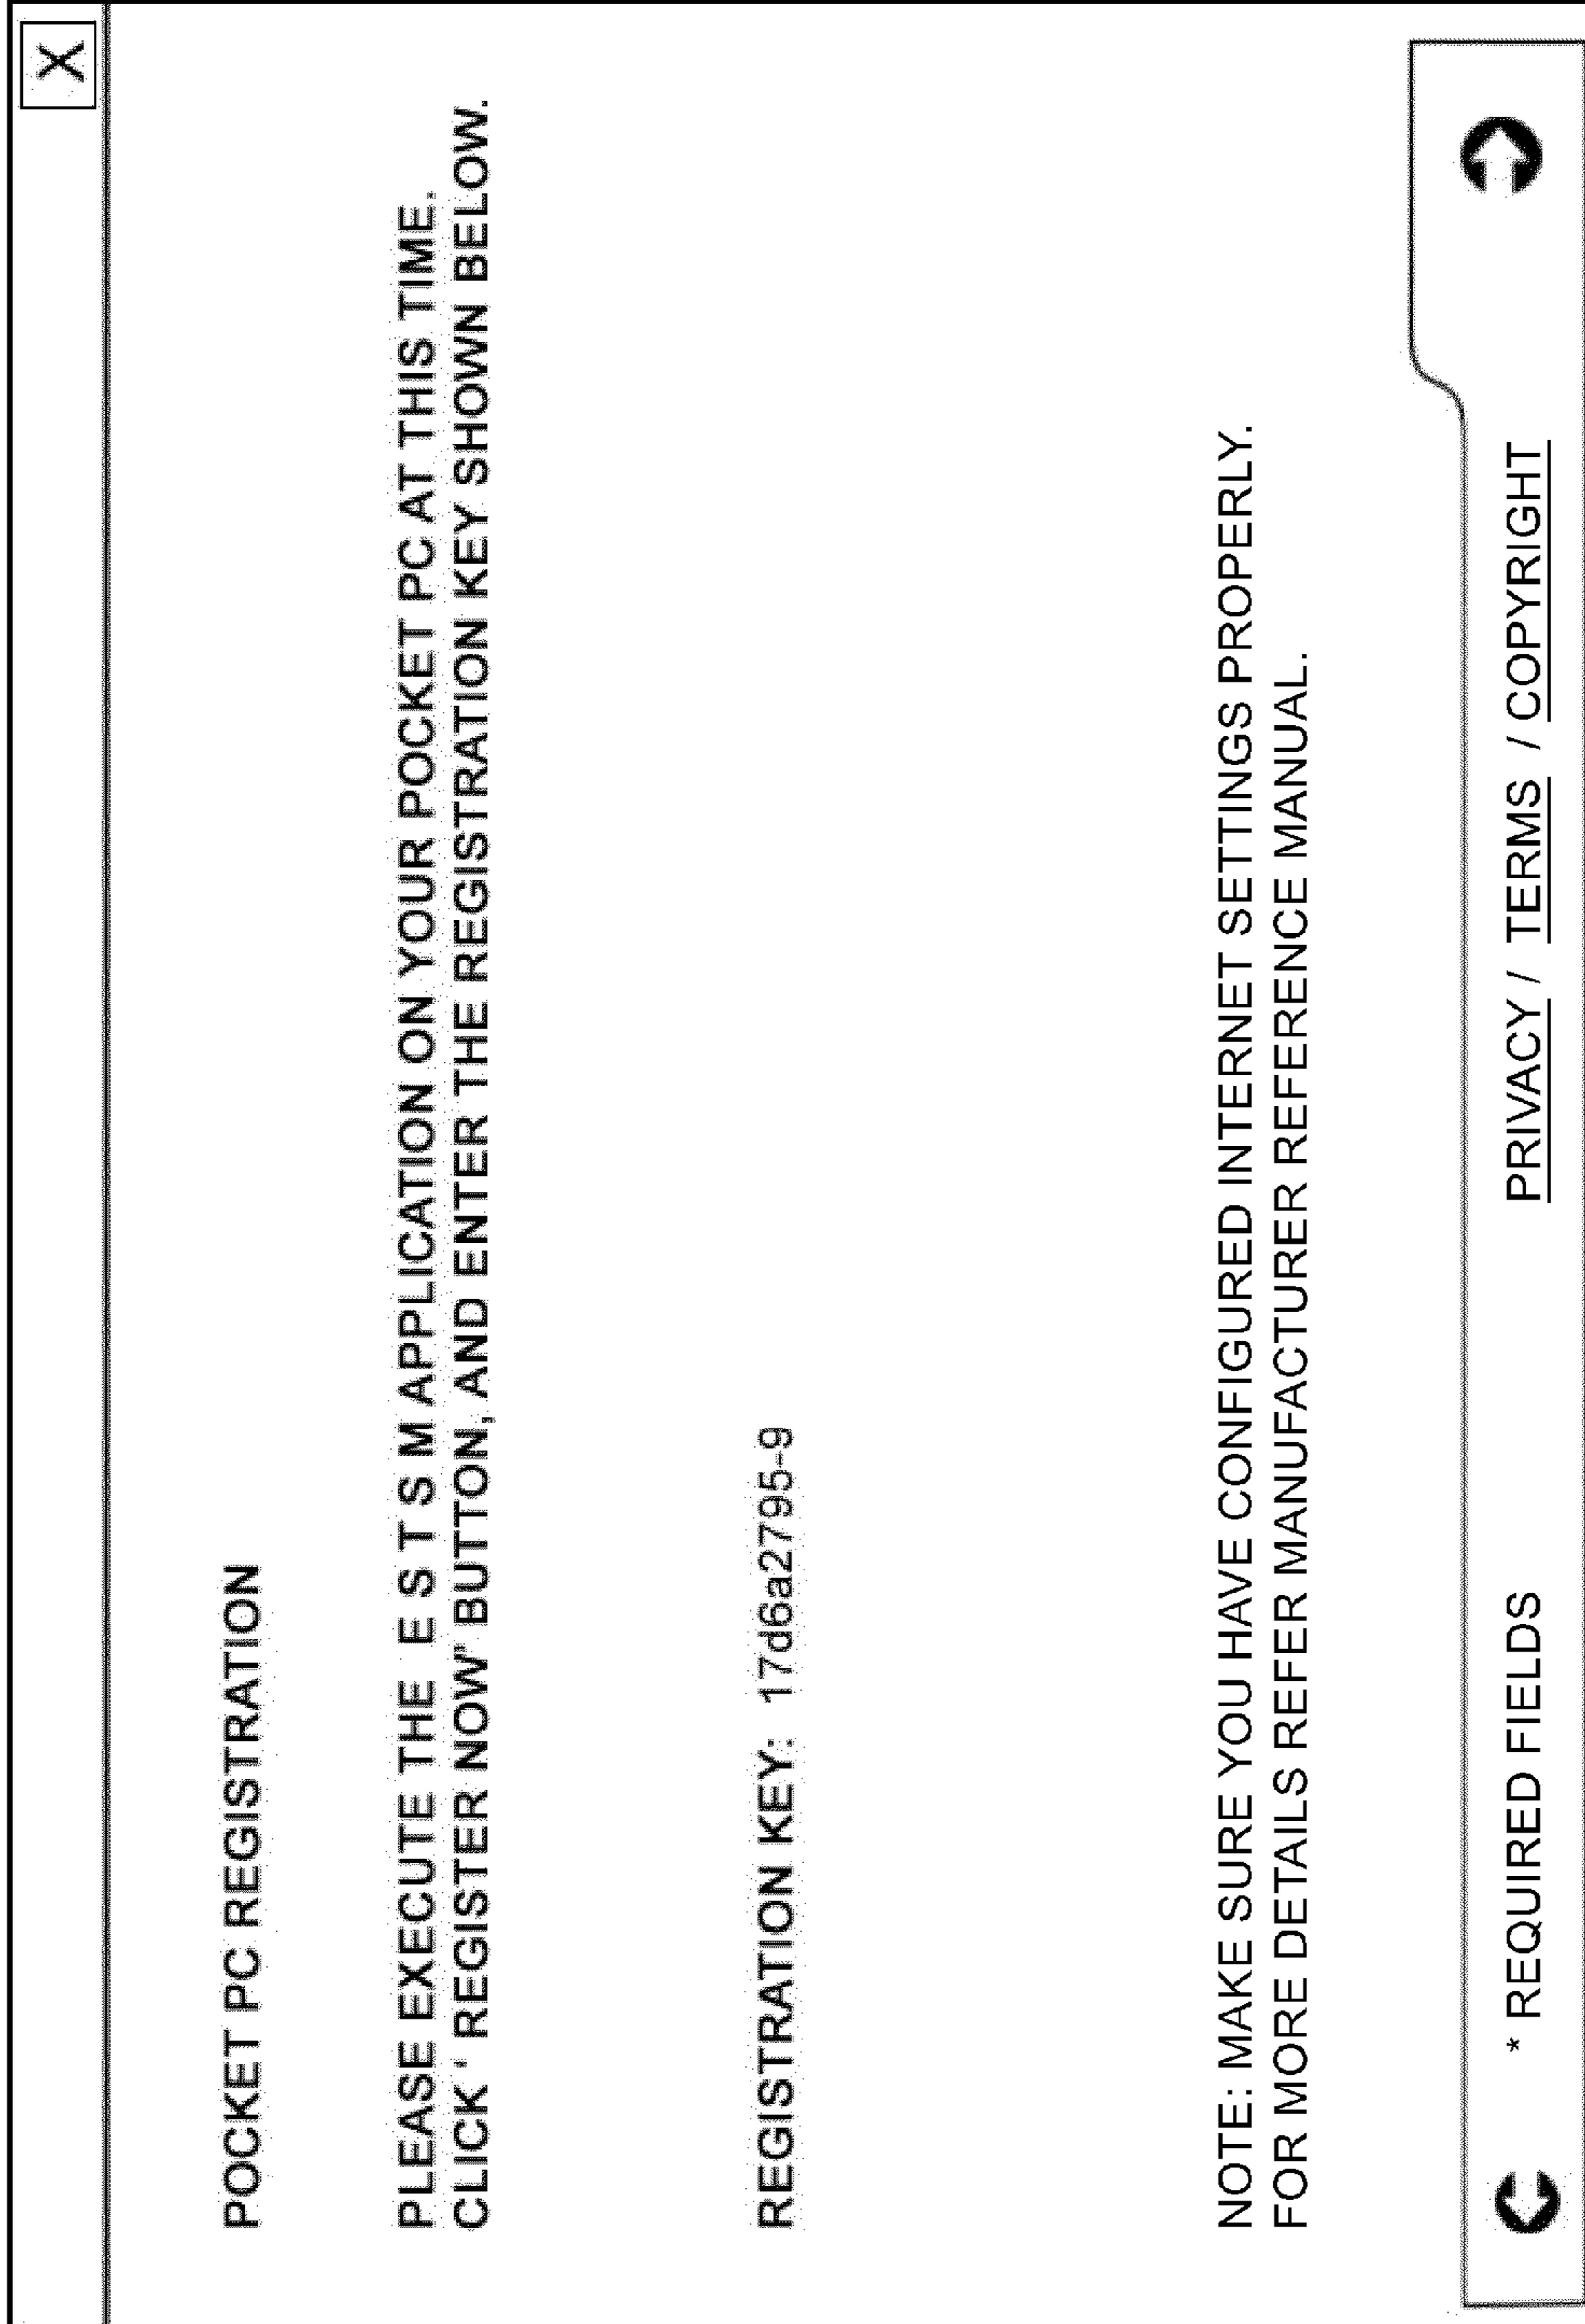 X
POCKET PC REGISTRATION
PLEASE EXECUTE THE E S T S M APPLICATION ON YOUR POCKET PC AT THIS TIME.
CLICK ' REGISTER NOW' BUTTON, AND ENTER THE REGISTRATION KEY SHOWN BELOW.
REGISTRATION KEY: 17d6a2795-9
NOTE: MAKE SURE YOU HAVE CONFIGURED INTERNET SETTINGS PROPERLY.
FOR MORE DETAILS REFER MANUFACTURER REFERENCE MANUAL.
* REQUIRED FIELDS PRIVACY / TERMS / COPYRIGHT